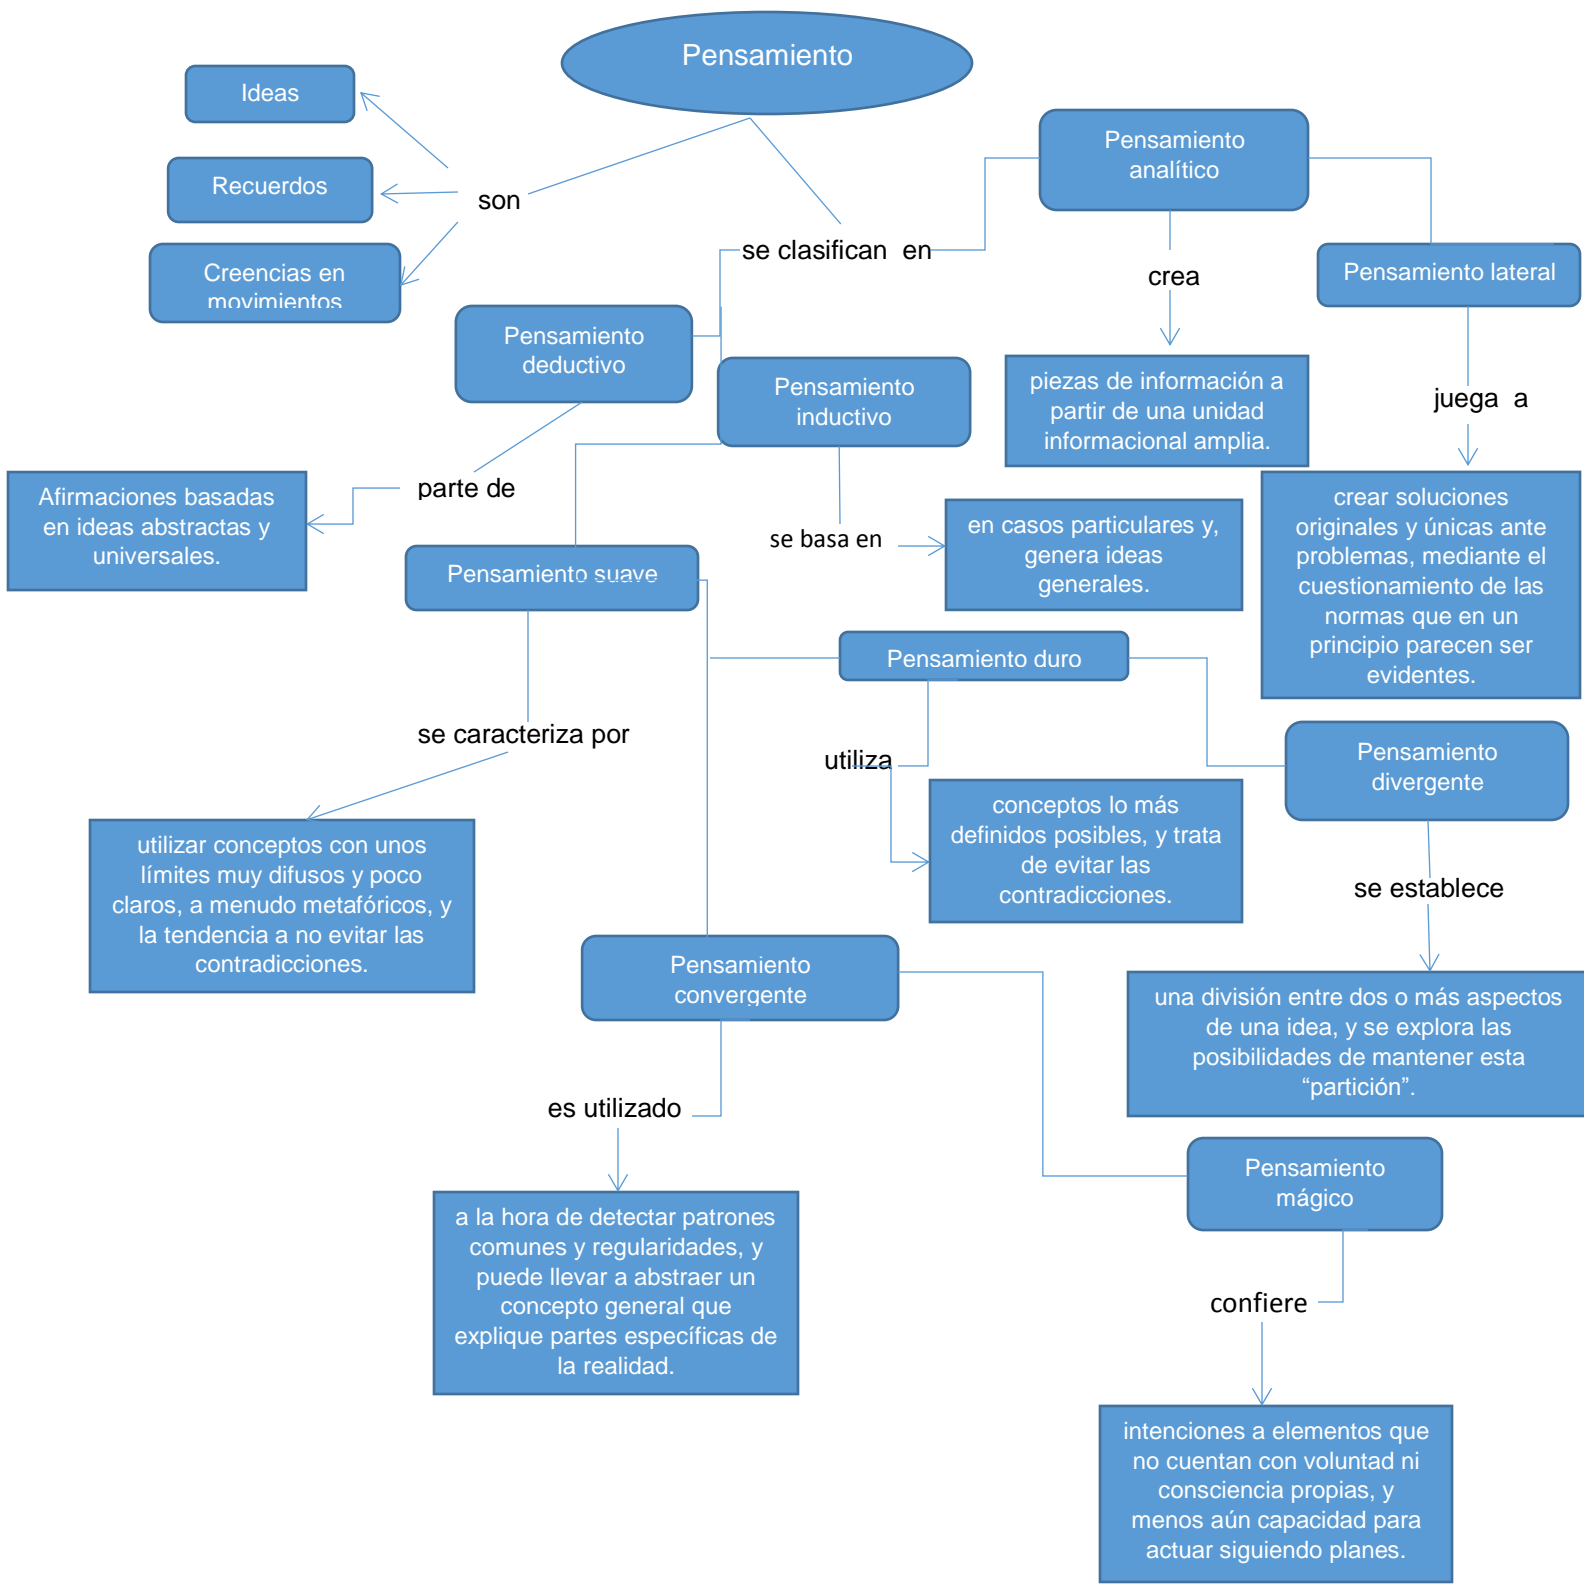 Pensamiento
Ideas
Recuerdos
Creencias en
movimientos
son
se clasifican en
Pensamiento
analítico
crea
piezas de información a
partir de una unidad
informacional amplia.
Pensamiento lateral
juega a
crear soluciones
originales y únicas ante
problemas, mediante el
cuestionamiento de las
normas que en un
principio parecen ser
evidentes.
Pensamiento
deductivo
parte de
Afirmaciones basadas
en ideas abstractas y
universales.
Pensamiento
inductivo
se basa en
en casos particulares y,
genera ideas
generales.
Pensamiento suave
se caracteriza por
utilizar conceptos con unos
límites muy difusos y poco
claros, a menudo metafóricos, y
la tendencia a no evitar las
contradicciones.
Pensamiento duro
utiliza
conceptos lo más
definidos posibles, y trata
de evitar las
contradicciones.
Pensamiento
divergente
se establece
una división entre dos o más aspectos
de una idea, y se explora las
posibilidades de mantener esta
“partición”.
Pensamiento
convergente
es utilizado
a la hora de detectar patrones
comunes y regularidades, y
puede llevar a abstraer un
concepto general que
explique partes específicas de
la realidad.
Pensamiento
mágico
confiere
intenciones a elementos que
no cuentan con voluntad ni
consciencia propias, y
menos aún capacidad para
actuar siguiendo planes.